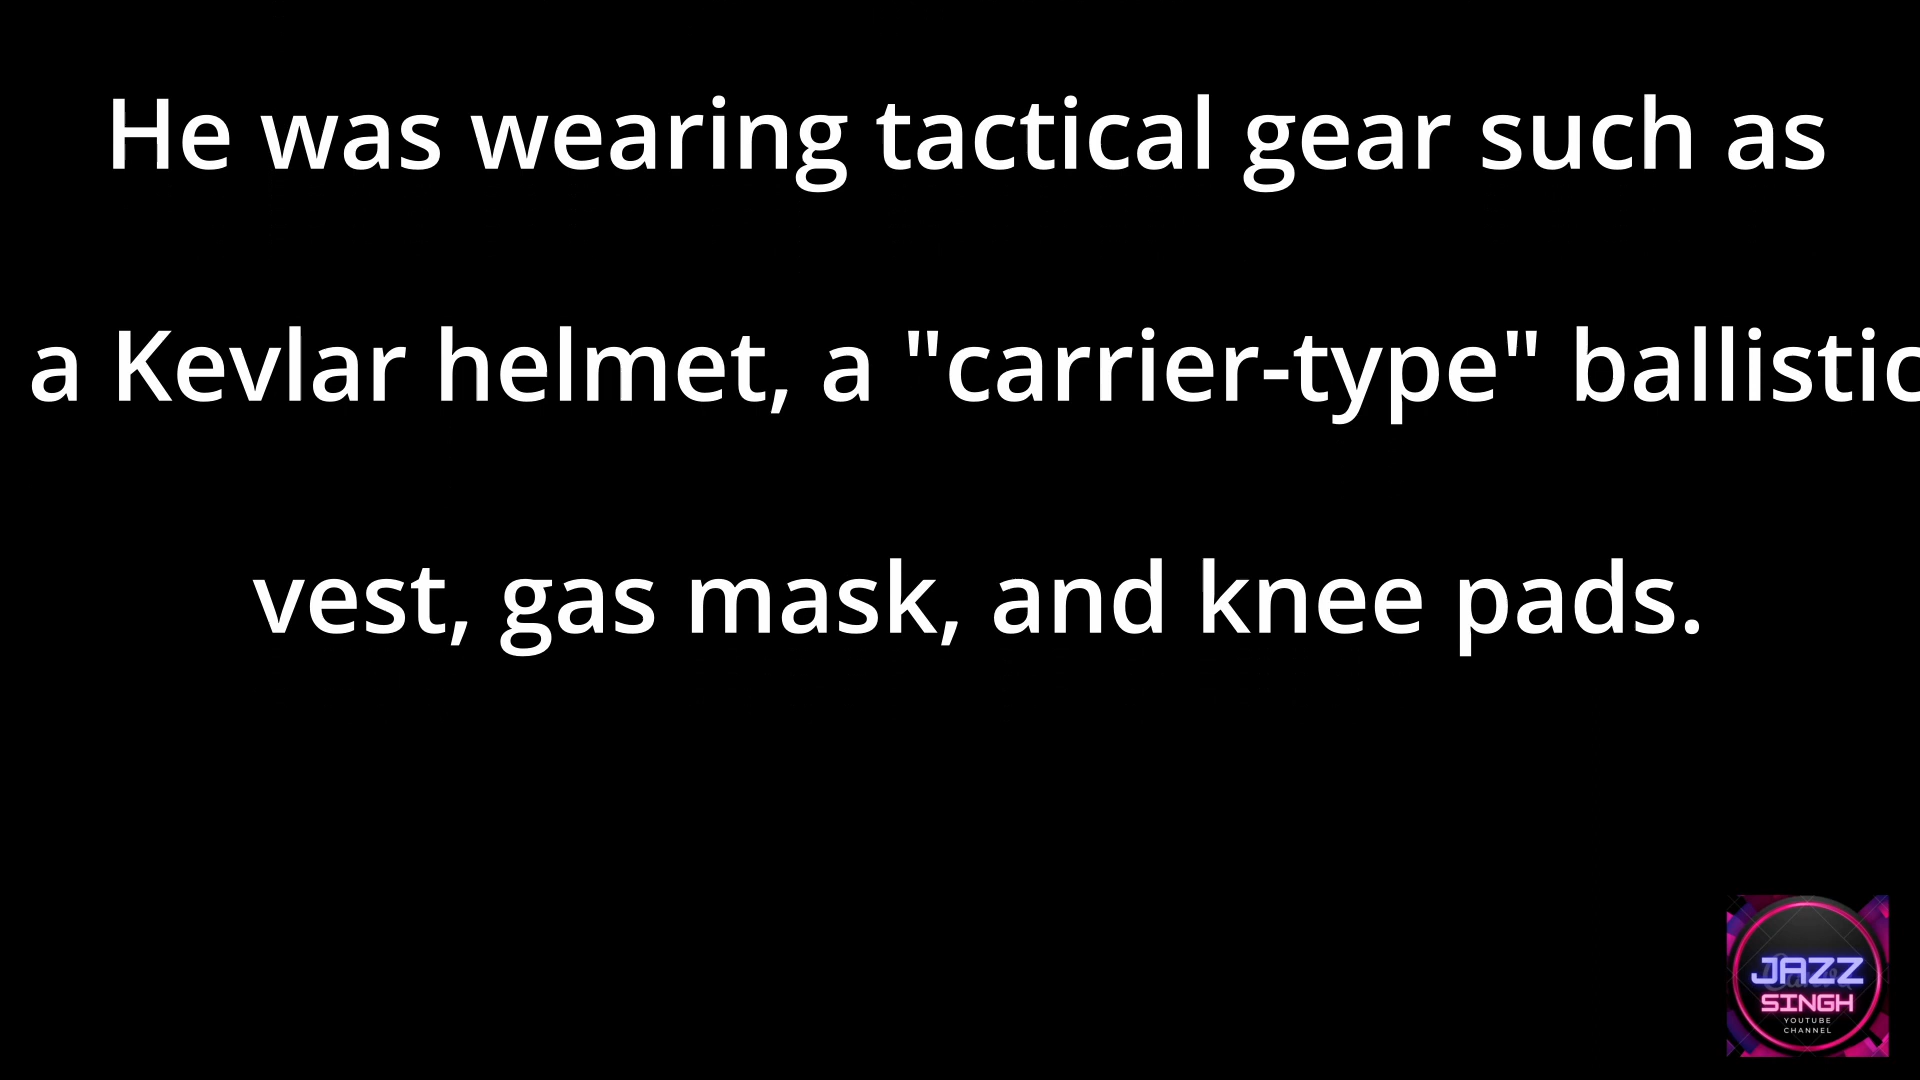 He was wearing tactical gear such as
a Kevlar helmet, a "carrier-type" ballistic
vest, gas mask, and knee pads.
JAZZ
SINGH
YOUTUBE
CHANNEL